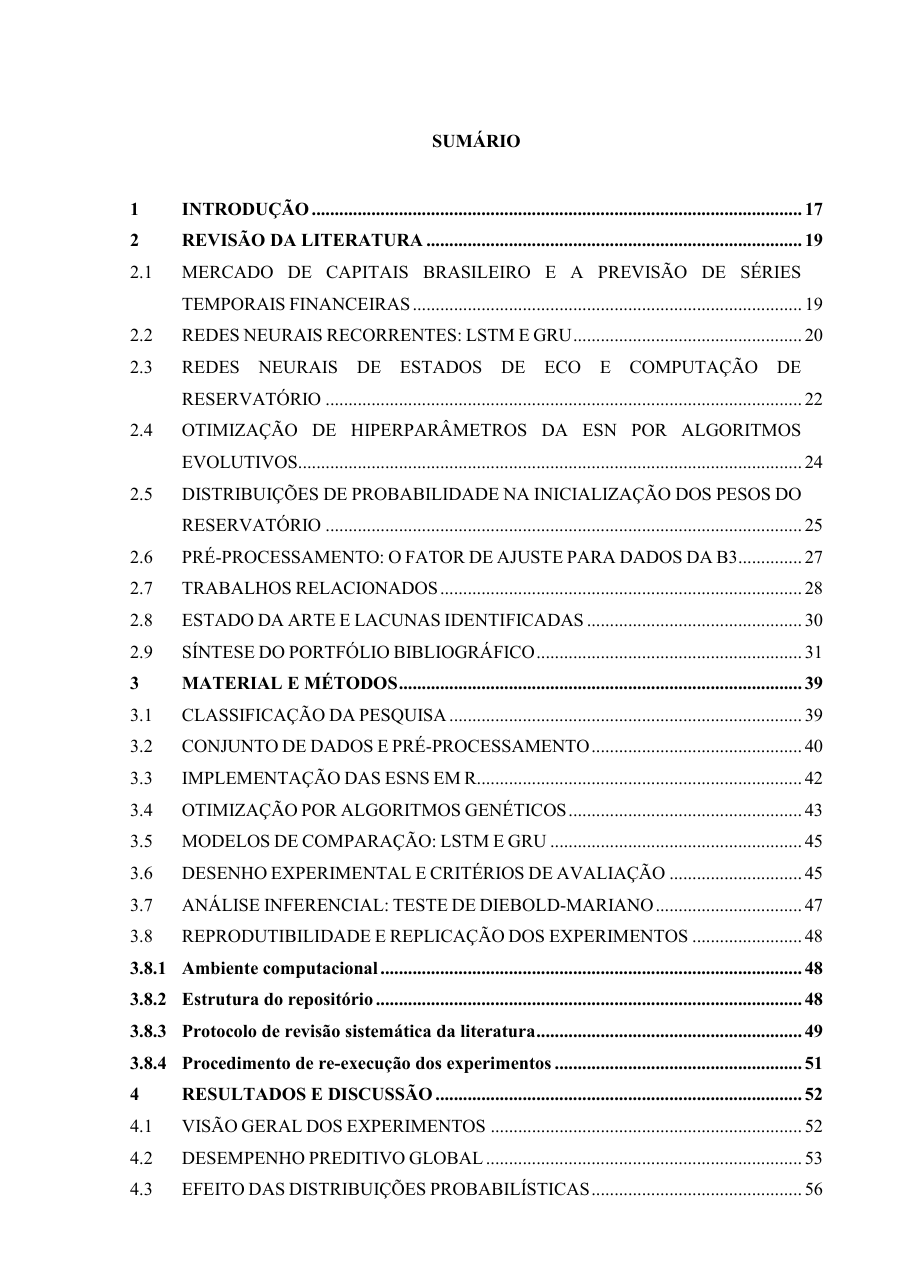 SUMÁRIO
1 INTRODUÇÃO ........................................................................................................... 17
2 REVISÃO DA LITERATURA .................................................................................. 19
2.1 MERCADO DE CAPITAIS BRASILEIRO E A PREVISÃO DE SÉRIES
TEMPORAIS FINANCEIRAS ..................................................................................... 19
2.2 REDES NEURAIS RECORRENTES: LSTM E GRU .................................................. 20
2.3 REDES NEURAIS DE ESTADOS DE ECO E COMPUTAÇÃO DE
RESERVATÓRIO ........................................................................................................ 22
2.4 OTIMIZAÇÃO DE HIPERPARÂMETROS DA ESN POR ALGORITMOS
EVOLUTIVOS.............................................................................................................. 24
2.5 DISTRIBUIÇÕES DE PROBABILIDADE NA INICIALIZAÇÃO DOS PESOS DO
RESERVATÓRIO ........................................................................................................ 25
2.6 PRÉ-PROCESSAMENTO: O FATOR DE AJUSTE PARA DADOS DA B3.............. 27
2.7 TRABALHOS RELACIONADOS ............................................................................... 28
2.8 ESTADO DA ARTE E LACUNAS IDENTIFICADAS ............................................... 30
2.9 SÍNTESE DO PORTFÓLIO BIBLIOGRÁFICO .......................................................... 31
3 MATERIAL E MÉTODOS ........................................................................................ 39
3.1 CLASSIFICAÇÃO DA PESQUISA ............................................................................. 39
3.2 CONJUNTO DE DADOS E PRÉ-PROCESSAMENTO .............................................. 40
3.3 IMPLEMENTAÇÃO DAS ESNS EM R....................................................................... 42
3.4 OTIMIZAÇÃO POR ALGORITMOS GENÉTICOS ................................................... 43
3.5 MODELOS DE COMPARAÇÃO: LSTM E GRU ....................................................... 45
3.6 DESENHO EXPERIMENTAL E CRITÉRIOS DE AVALIAÇÃO ............................. 45
3.7 ANÁLISE INFERENCIAL: TESTE DE DIEBOLD-MARIANO ................................ 47
3.8 REPRODUTIBILIDADE E REPLICAÇÃO DOS EXPERIMENTOS ........................ 48
3.8.1 Ambiente computacional ............................................................................................ 48
3.8.2 Estrutura do repositório ............................................................................................. 48
3.8.3 Protocolo de revisão sistemática da literatura .......................................................... 49
3.8.4 Procedimento de re-execução dos experimentos ...................................................... 51
4 RESULTADOS E DISCUSSÃO ................................................................................ 52
4.1 VISÃO GERAL DOS EXPERIMENTOS .................................................................... 52
4.2 DESEMPENHO PREDITIVO GLOBAL ..................................................................... 53
4.3 EFEITO DAS DISTRIBUIÇÕES PROBABILÍSTICAS .............................................. 56